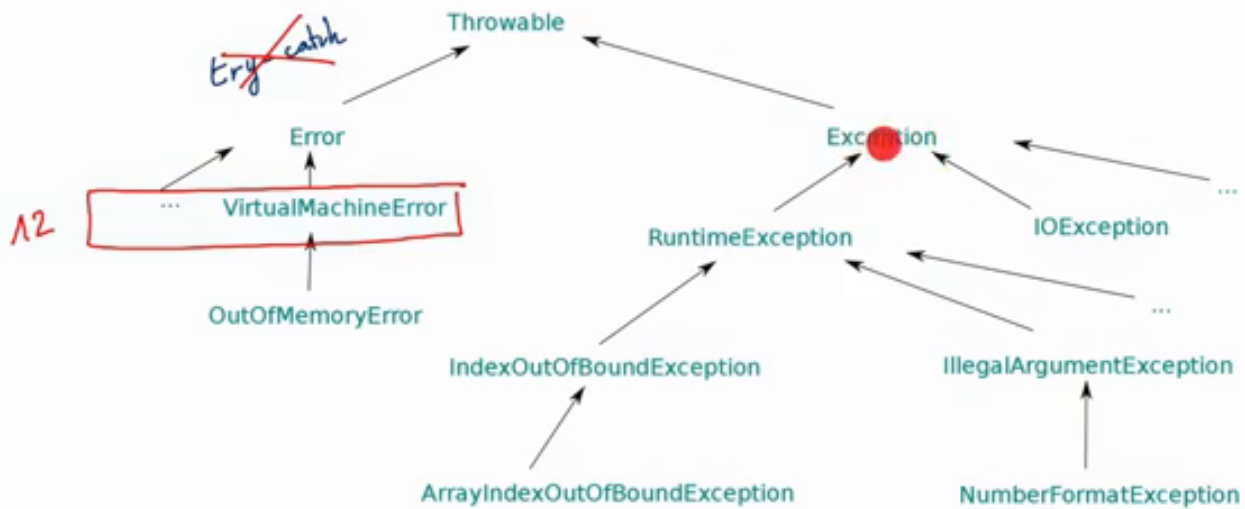 Throwable
try-catch
Error
Exception
...
VirtualMachineError
...
12
RuntimeException
IOException
OutOfMemoryError
...
IndexOutOfBoundException
IllegalArgumentException
ArrayIndexOutOfBoundException
NumberFormatException